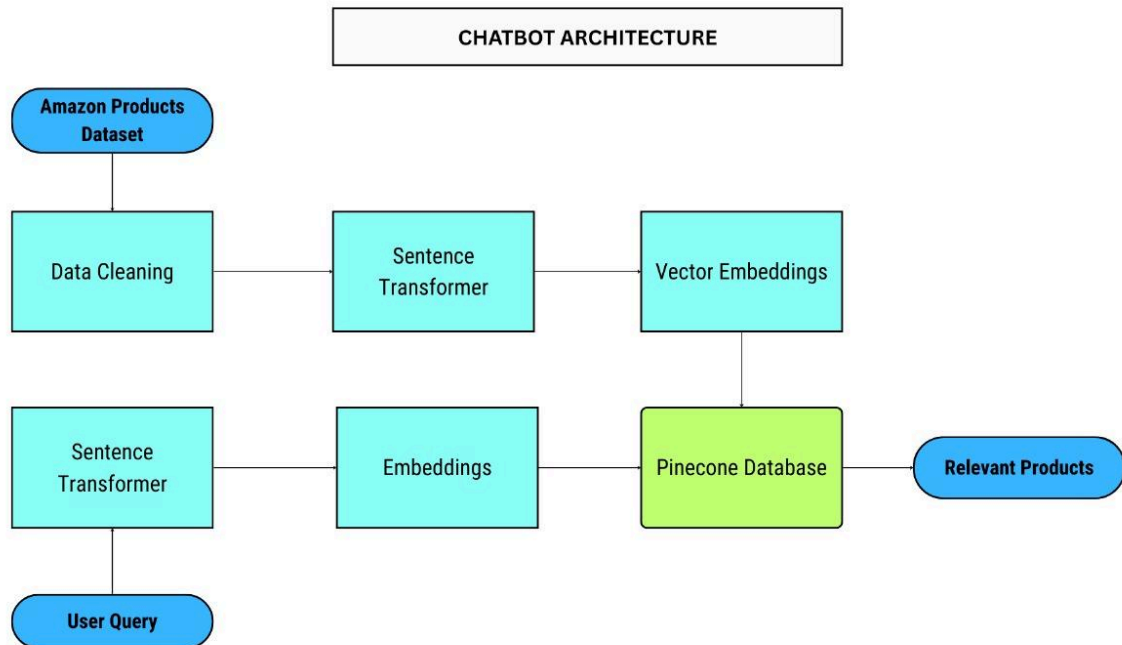 CHATBOT ARCHITECTURE
Amazon Products
Dataset
Data Cleaning
Sentence
Transformer
Vector Embeddings
Sentence
Transformer
Embeddings
Pinecone Database
Relevant Products
User Query